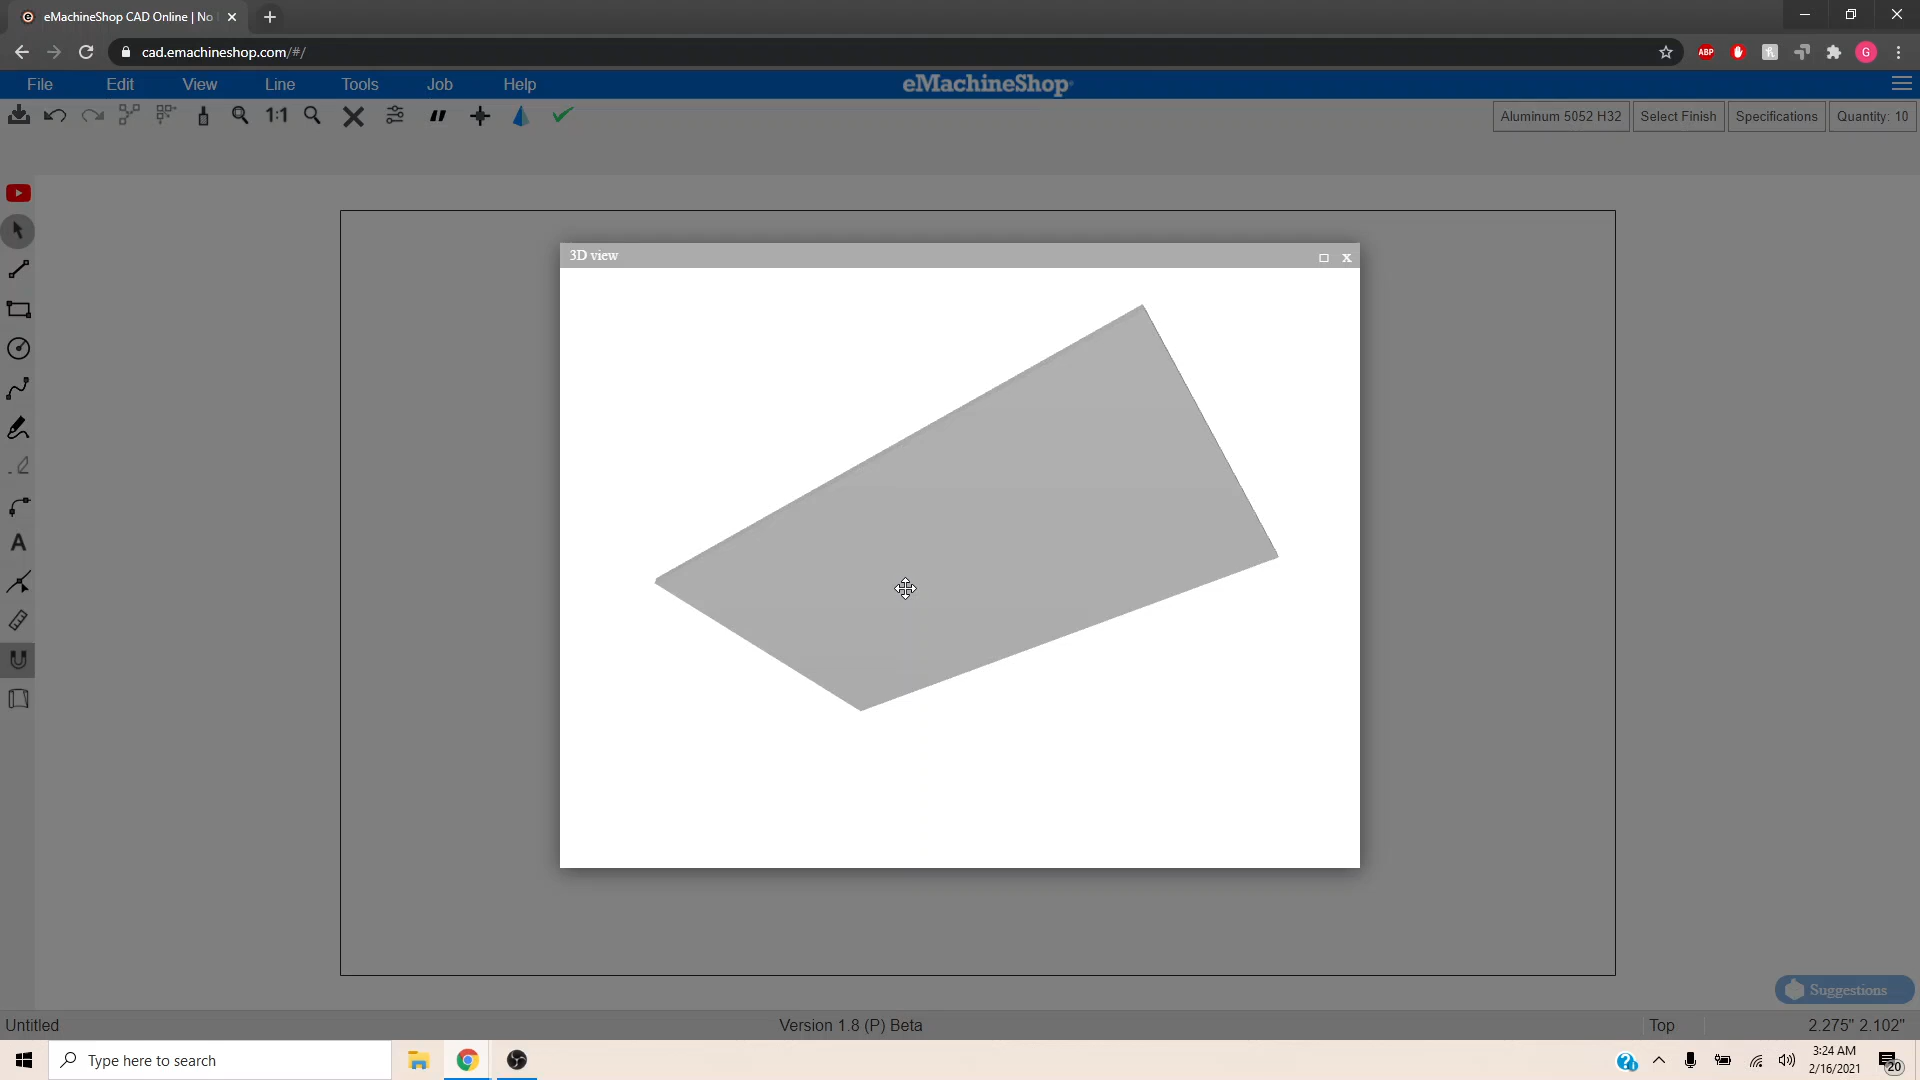 eMachineShop CAD Online | No
cad.emachineshop.com/#/
ABP
G
File Edit View Line Tools Job Help
eMachineShop
1:1
Aluminum 5052 H32 Select Finish Specifications Quantity: 10
3D view
x
A
Suggestions
Untitled Version 1.8 (P) Beta Top 2.275" 2.102"
Type here to search
3:24 AM
2/16/2021
20